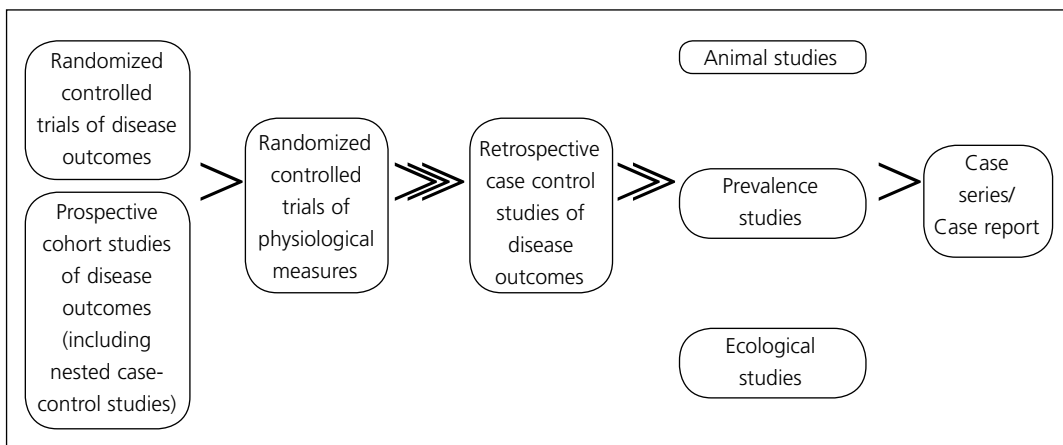 Randomized
controlled
trials of disease
outcomes
Prospective
cohort studies
of disease
outcomes
(including
nested case-
control studies)
>
Randomized
controlled
trials of
physiological
measures
>>>
Retrospective
case control
studies of
disease
outcomes
>>
Animal studies
Prevalence
studies
Ecological
studies
>
Case
series/
Case report